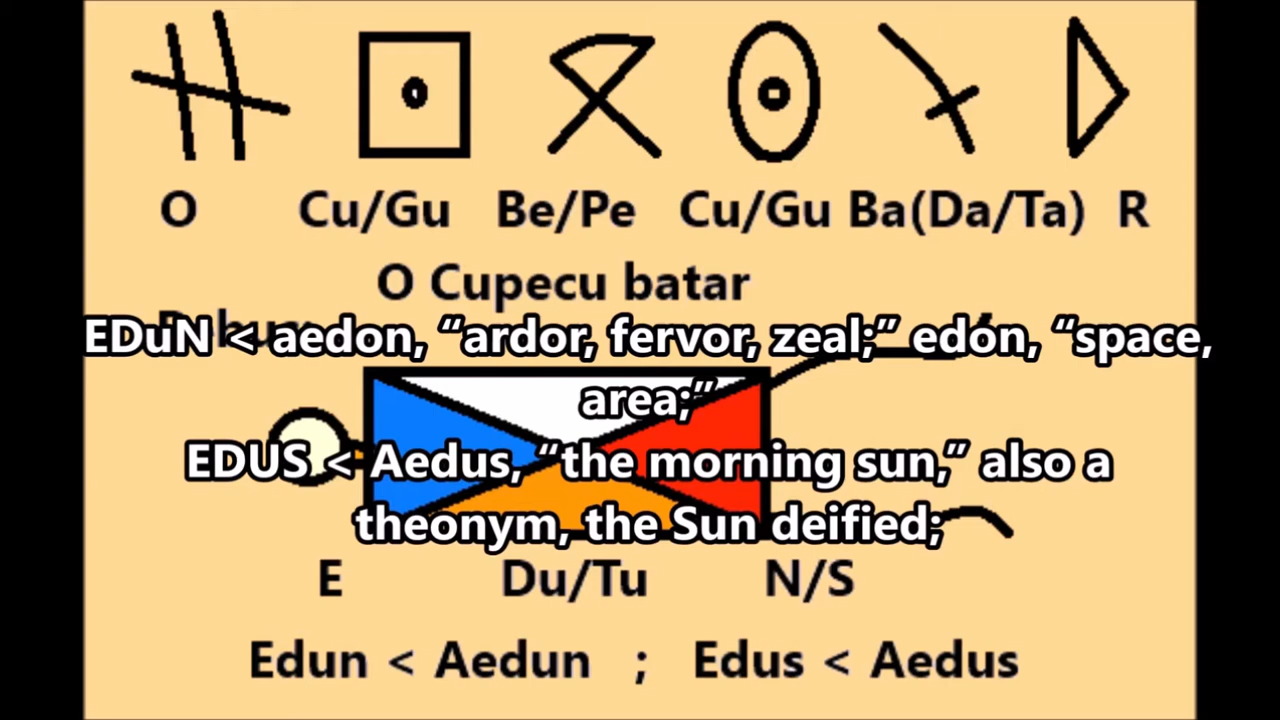 O Cu/Gu Be/Pe Cu/Gu Ba(Da/Ta) R
O Cupecu batar
EDuN < aedon, “ardor, fervor, zeal;” edón, “space,
area;”
EDUS < Aedus, “the morning sun,” also a
theonym, the Sun deified;
E Du/Tu N/S
Edun < Aedun ; Edus < Aedus